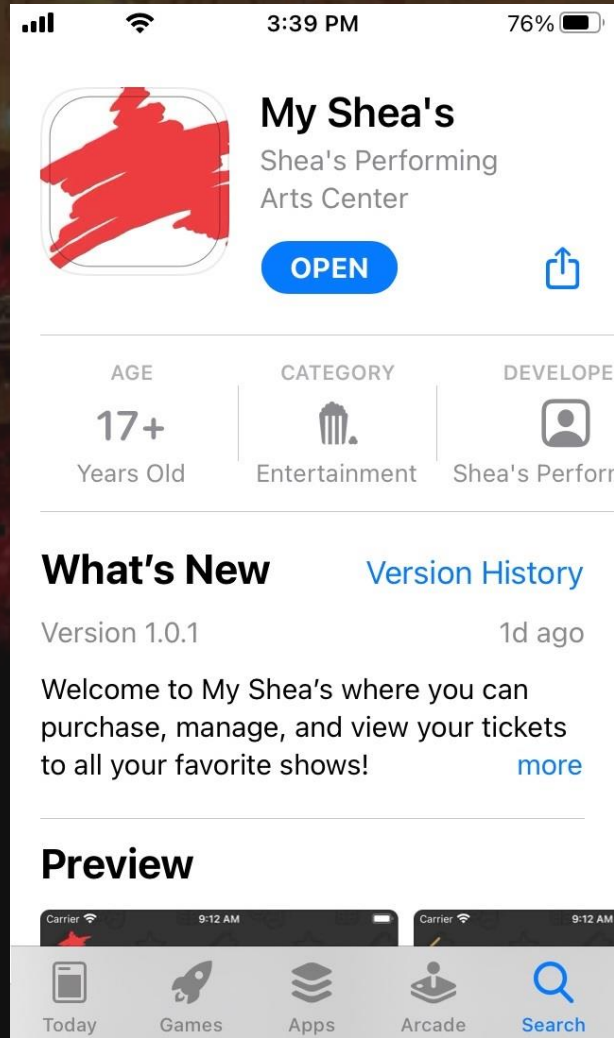 3:39 PM
76%
My Shea's
Shea's Performing
Arts Center
OPEN
AGE
CATEGORY
DEVELOPE
17+
Years Old
Entertainment
Shea's Perforr
What's New
Version History
Version 1.0.1
1d ago
Welcome to My Shea's where you can
purchase, manage, and view your tickets
to all your favorite shows!
more
Preview
Carrier
9:12 AM
Carrier
9:12 AM
Today
Games
Apps
Arcade
Search